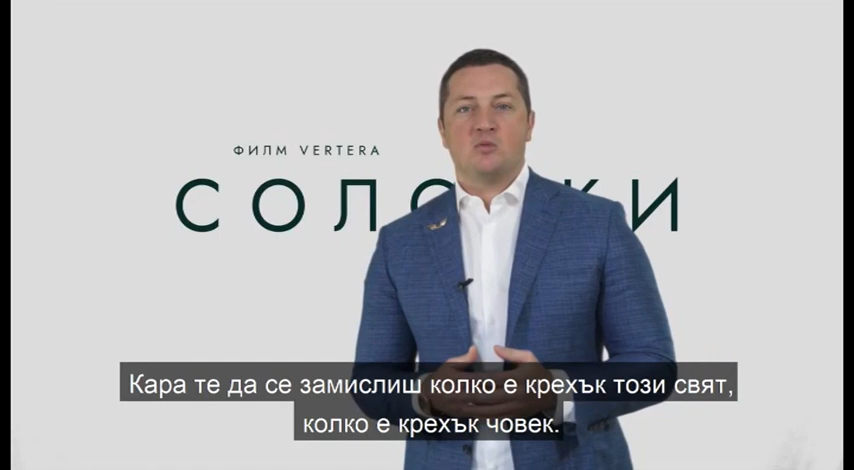 ФИЛМ VERTERA
Кара те да се замислиш колко е крехък този свят,
колко е крехък човек.